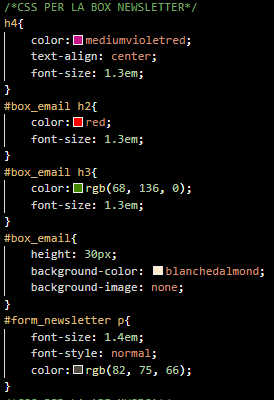 /*CSS PER LA BOX NEWSLETTER*/
h4{
    color: mediumvioletred;
    text-align: center;
    font-size: 1.3em;
}
#box_email h2{
    color: red;
    font-size: 1.3em;
}
#box_email h3{
    color: rgb(68, 136, 0);
    font-size: 1.3em;
}
#box_email{
    height: 30px;
    background-color: blanchedalmond;
    background-image: none;
}
#form_newsletter p{
    font-size: 1.4em;
    font-style: normal;
    color: rgb(82, 75, 66);
}